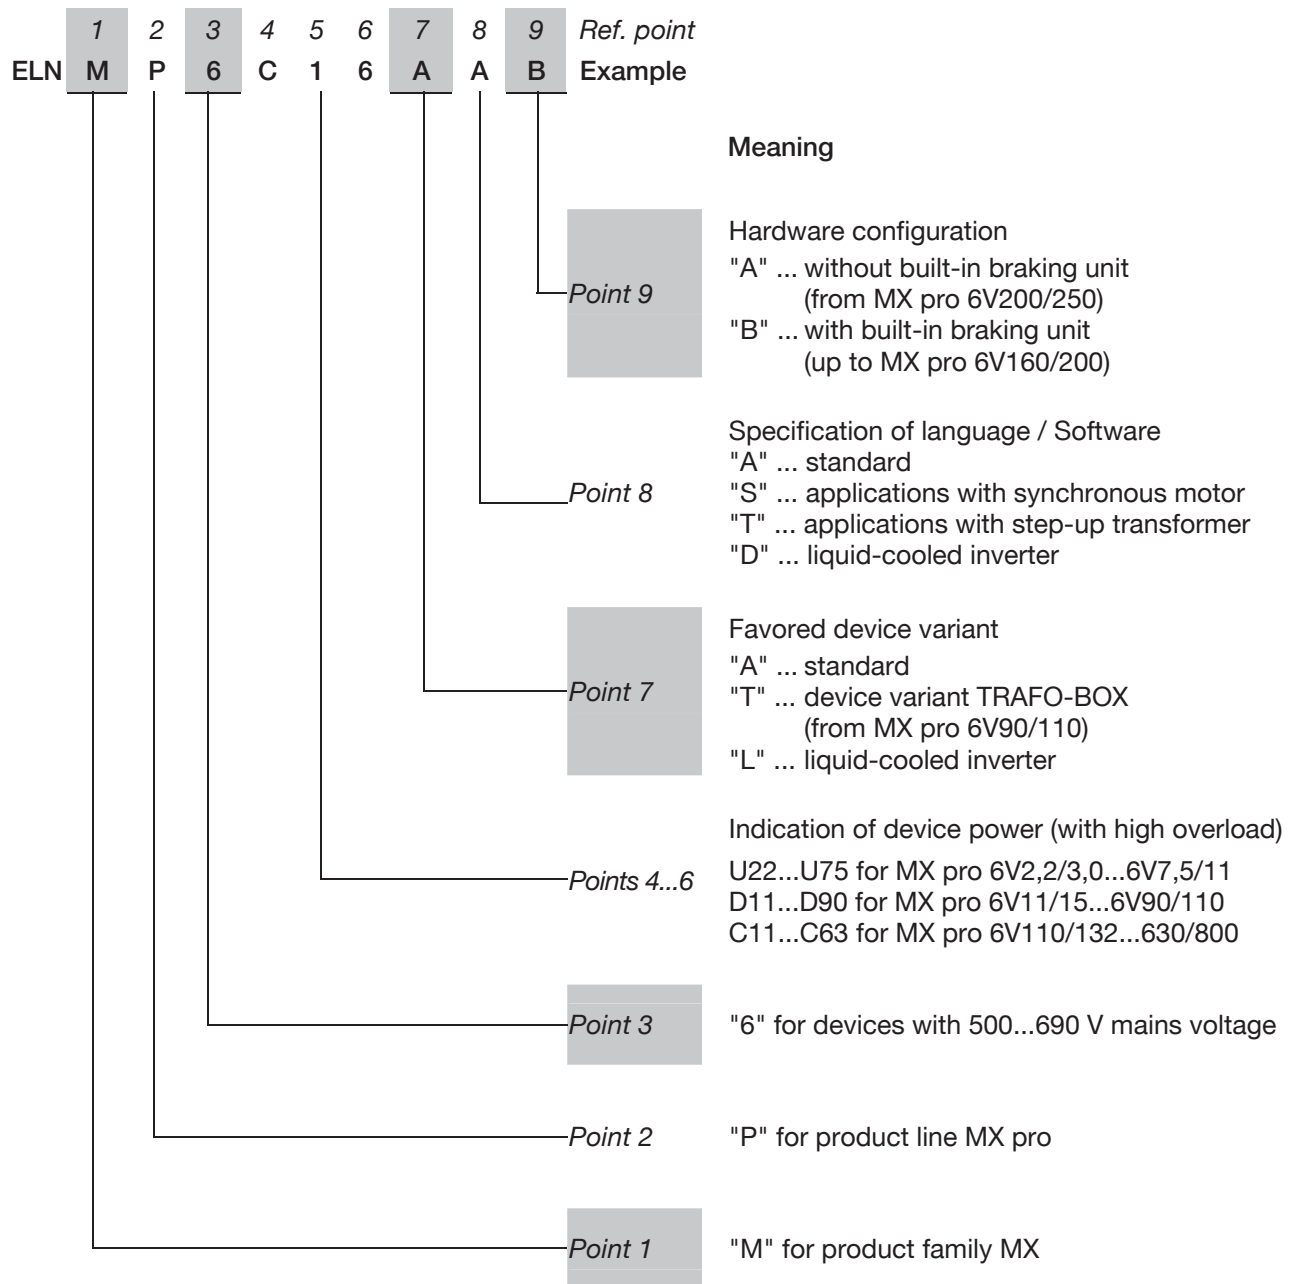 1 2 3 4 5 6 7 8 9 Ref. point
ELN M P 6 C 1 6 A A B Example
Meaning
Hardware configuration
"A" ... without built-in braking unit
(from MX pro 6V200/250)
Point 9
"B" ... with built-in braking unit
(up to MX pro 6V160/200)
Specification of language / Software
"A" ... standard
Point 8 "S" ... applications with synchronous motor
"T" ... applications with step-up transformer
"D" ... liquid-cooled inverter
Favored device variant
"A" ... standard
Point 7 "T" ... device variant TRAFO-BOX
(from MX pro 6V90/110)
"L" ... liquid-cooled inverter
Indication of device power (with high overload)
Points 4...6 U22...U75 for MX pro 6V2,2/3,0...6V7,5/11
D11...D90 for MX pro 6V11/15...6V90/110
C11...C63 for MX pro 6V110/132...630/800
Point 3 "6" for devices with 500...690 V mains voltage
Point 2 "P" for product line MX pro
Point 1 "M" for product family MX